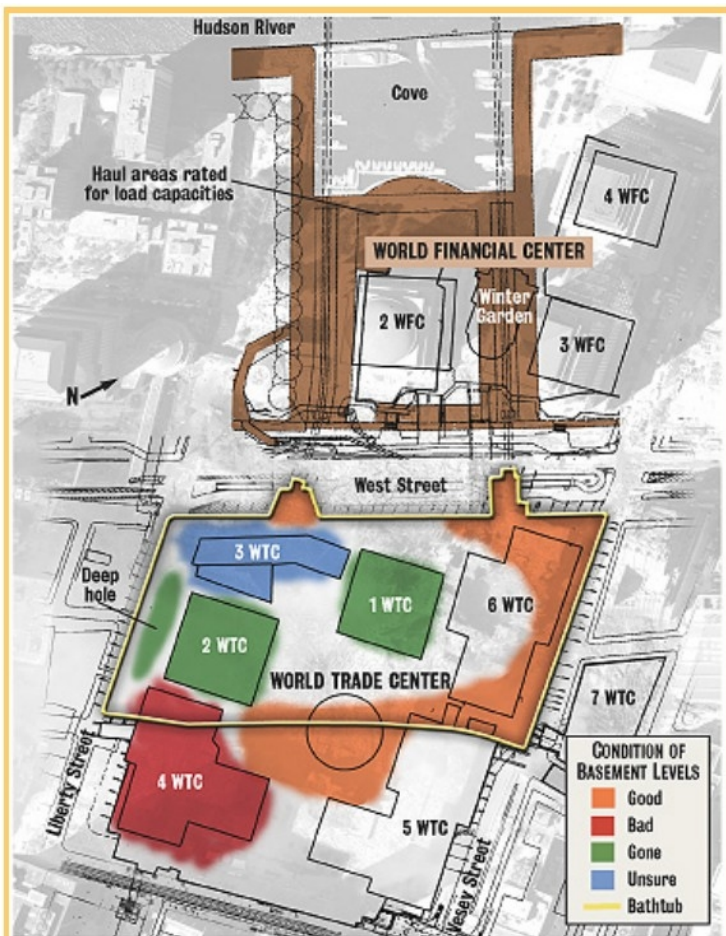 Hudson River
Cove
Haul areas rated
for load capacities
4 WFC
WORLD FINANCIAL CENTER
2 WFC
Winter
Garden
3 WFC
N
West Street
3 WTC
Deep
hole
1 WTC
6 WTC
2 WTC
WORLD TRADE CENTER
7 WTC
Liberty Street
4 WTC
5 WTC
Vesey Street
CONDITION OF
BASEMENT LEVELS
Good
Bad
Gone
Unsure
Bathtub